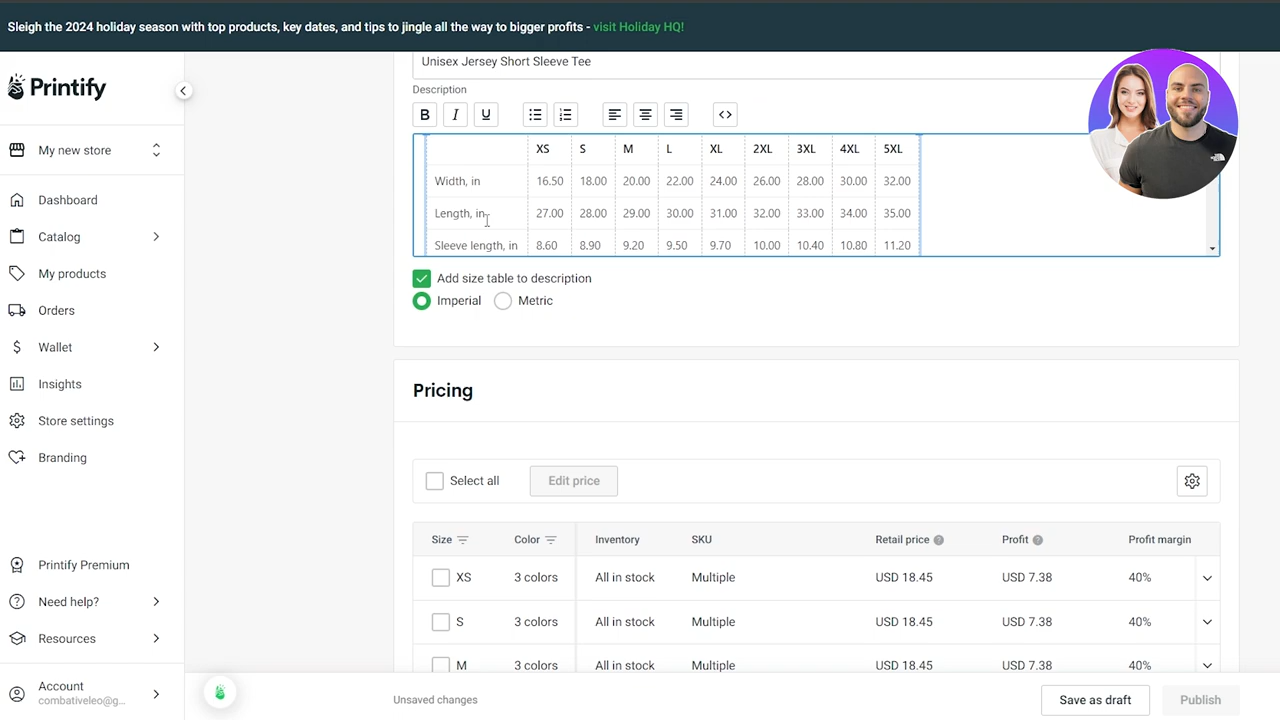 Sleigh the 2024 holiday season with top products, key dates, and tips to jingle all the way to bigger profits - visit Holiday HQ!
Printify
My new store
Dashboard
Catalog
My products
Orders
Wallet
Insights
Store settings
Branding
Printify Premium
Need help?
Resources
Account
combativeleo@g...
Unisex Jersey Short Sleeve Tee
Description
B I U
XS S M L XL 2XL 3XL 4XL 5XL
Width, in 16.50 18.00 20.00 22.00 24.00 26.00 28.00 30.00 32.00
Length, in 27.00 28.00 29.00 30.00 31.00 32.00 33.00 34.00 35.00
Sleeve length, in 8.60 8.90 9.20 9.50 9.70 10.00 10.40 10.80 11.20
Add size table to description
Imperial Metric
Pricing
Select all Edit price
Size Color Inventory SKU Retail price Profit Profit margin
XS 3 colors All in stock Multiple USD 18.45 USD 7.38 40%
S 3 colors All in stock Multiple USD 18.45 USD 7.38 40%
M 3 colors All in stock Multiple USD 18.45 USD 7.38 40%
Unsaved changes Save as draft Publish